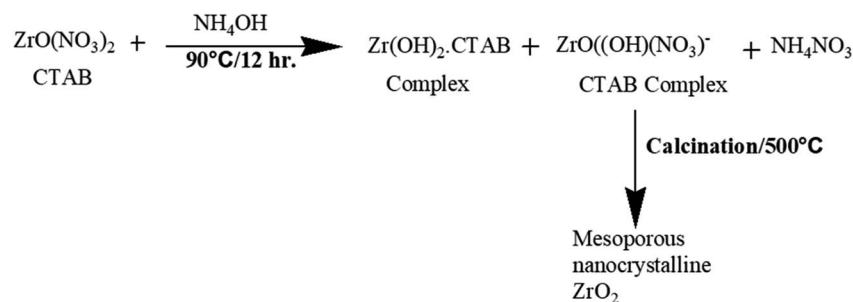 ZrO(NO₃)₂ +
CTAB
NH₄OH
90°C/12 hr.
Zr(OH)₂.CTAB
Complex
+
ZrO((OH)(NO₃)⁻
CTAB Complex
+ NH₄NO₃
Calcination/500°C
Mesoporous
nanocrystalline
ZrO₂